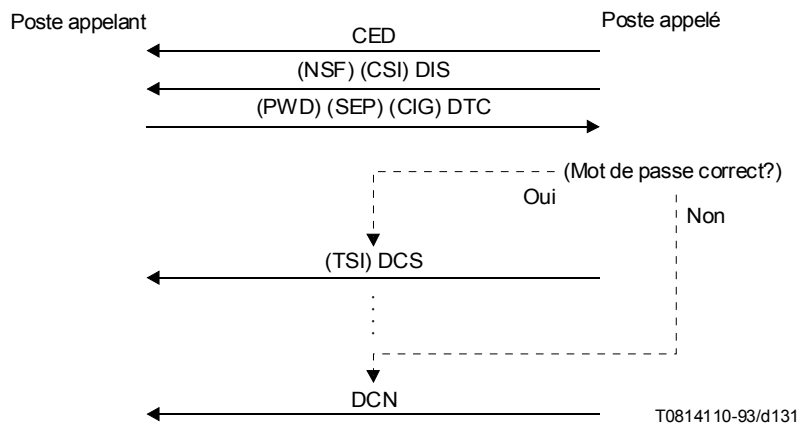 Poste appelant
Poste appelé
CED
(NSF) (CSI) DIS
(PWD) (SEP) (CIG) DTC
(Mot de passe correct?)
Oui
Non
(TSI) DCS
DCN
T0814110-93/d131